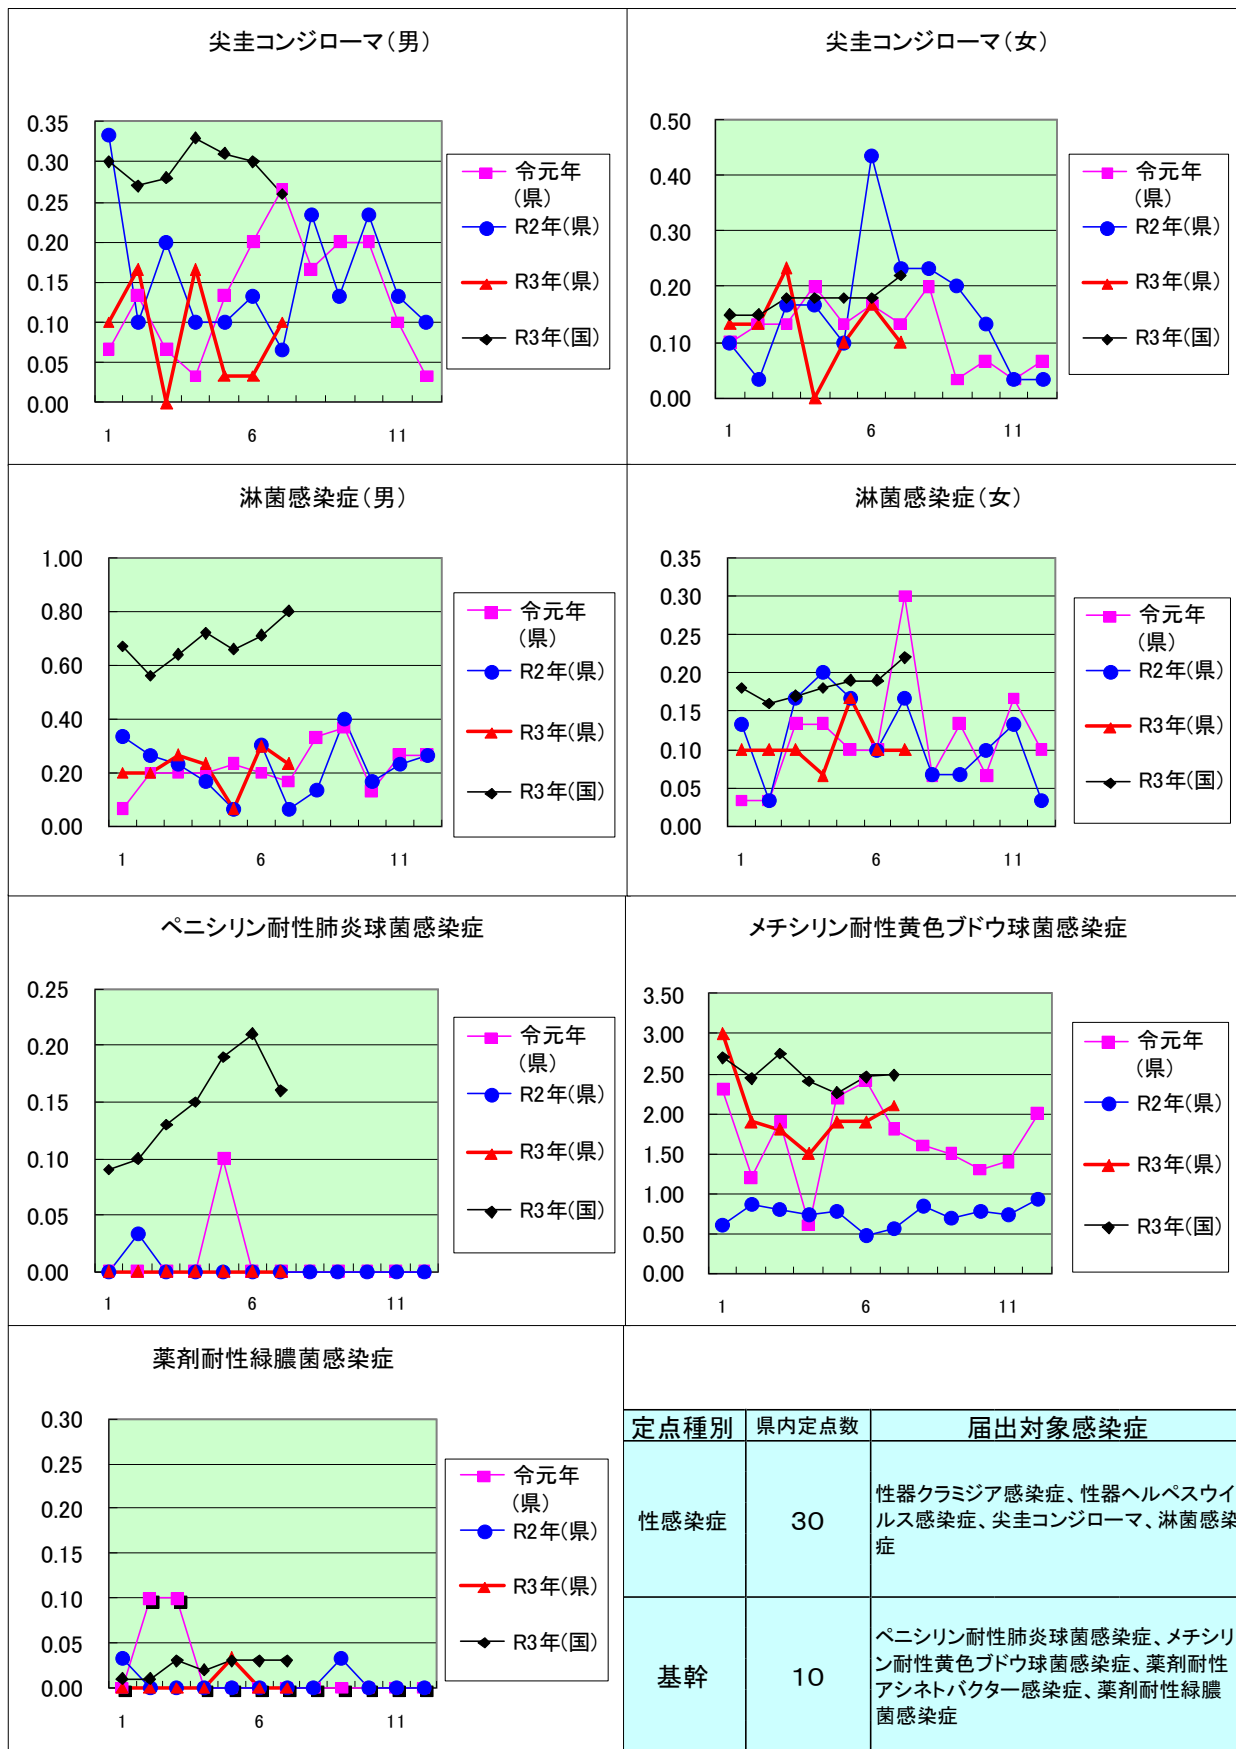 尖圭コンジローマ(男)
0.35
0.30
0.25
0.20
0.15
0.10
0.05
0.00
1
6
11
令元年
(県)
R2年(県)
R3年(県)
R3年(国)
尖圭コンジローマ(女)
0.50
0.40
0.30
0.20
0.10
0.00
1
6
11
令元年
(県)
R2年(県)
R3年(県)
R3年(国)
淋菌感染症(男)
1.00
0.80
0.60
0.40
0.20
0.00
1
6
11
令元年
(県)
R2年(県)
R3年(県)
R3年(国)
淋菌感染症(女)
0.35
0.30
0.25
0.20
0.15
0.10
0.05
0.00
1
6
11
令元年
(県)
R2年(県)
R3年(県)
R3年(国)
ペニシリン耐性肺炎球菌感染症
0.25
0.20
0.15
0.10
0.05
0.00
1
6
11
令元年
(県)
R2年(県)
R3年(県)
R3年(国)
メチシリン耐性黄色ブドウ球菌感染症
3.50
3.00
2.50
2.00
1.50
1.00
0.50
0.00
1
6
11
令元年
(県)
R2年(県)
R3年(県)
R3年(国)
薬剤耐性緑膿菌感染症
0.30
0.25
0.20
0.15
0.10
0.05
0.00
1
6
11
令元年
(県)
R2年(県)
R3年(県)
R3年(国)
定点種別 県内定点数 届出対象感染症
性感染症 30 性器クラミジア感染症、性器ヘルペスウイ
ルス感染症、尖圭コンジローマ、淋菌感染
症
基幹 10 ペニシリン耐性肺炎球菌感染症、メチシリ
ン耐性黄色ブドウ球菌感染症、薬剤耐性
アシネトバクター感染症、薬剤耐性緑膿
菌感染症